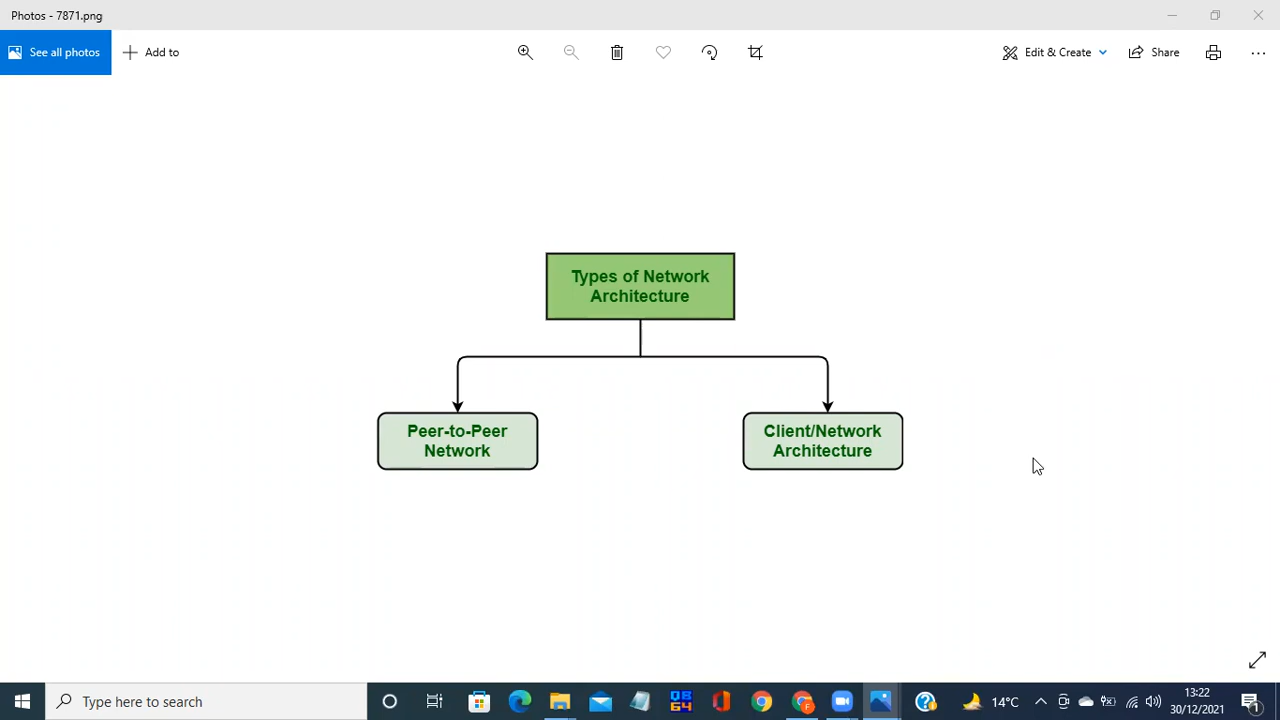 Photos - 7871.png
See all photos
Add to
Edit & Create
Share
Types of Network
Architecture
Peer-to-Peer
Network
Client/Network
Architecture
Type here to search
14°C
13:22
30/12/2021